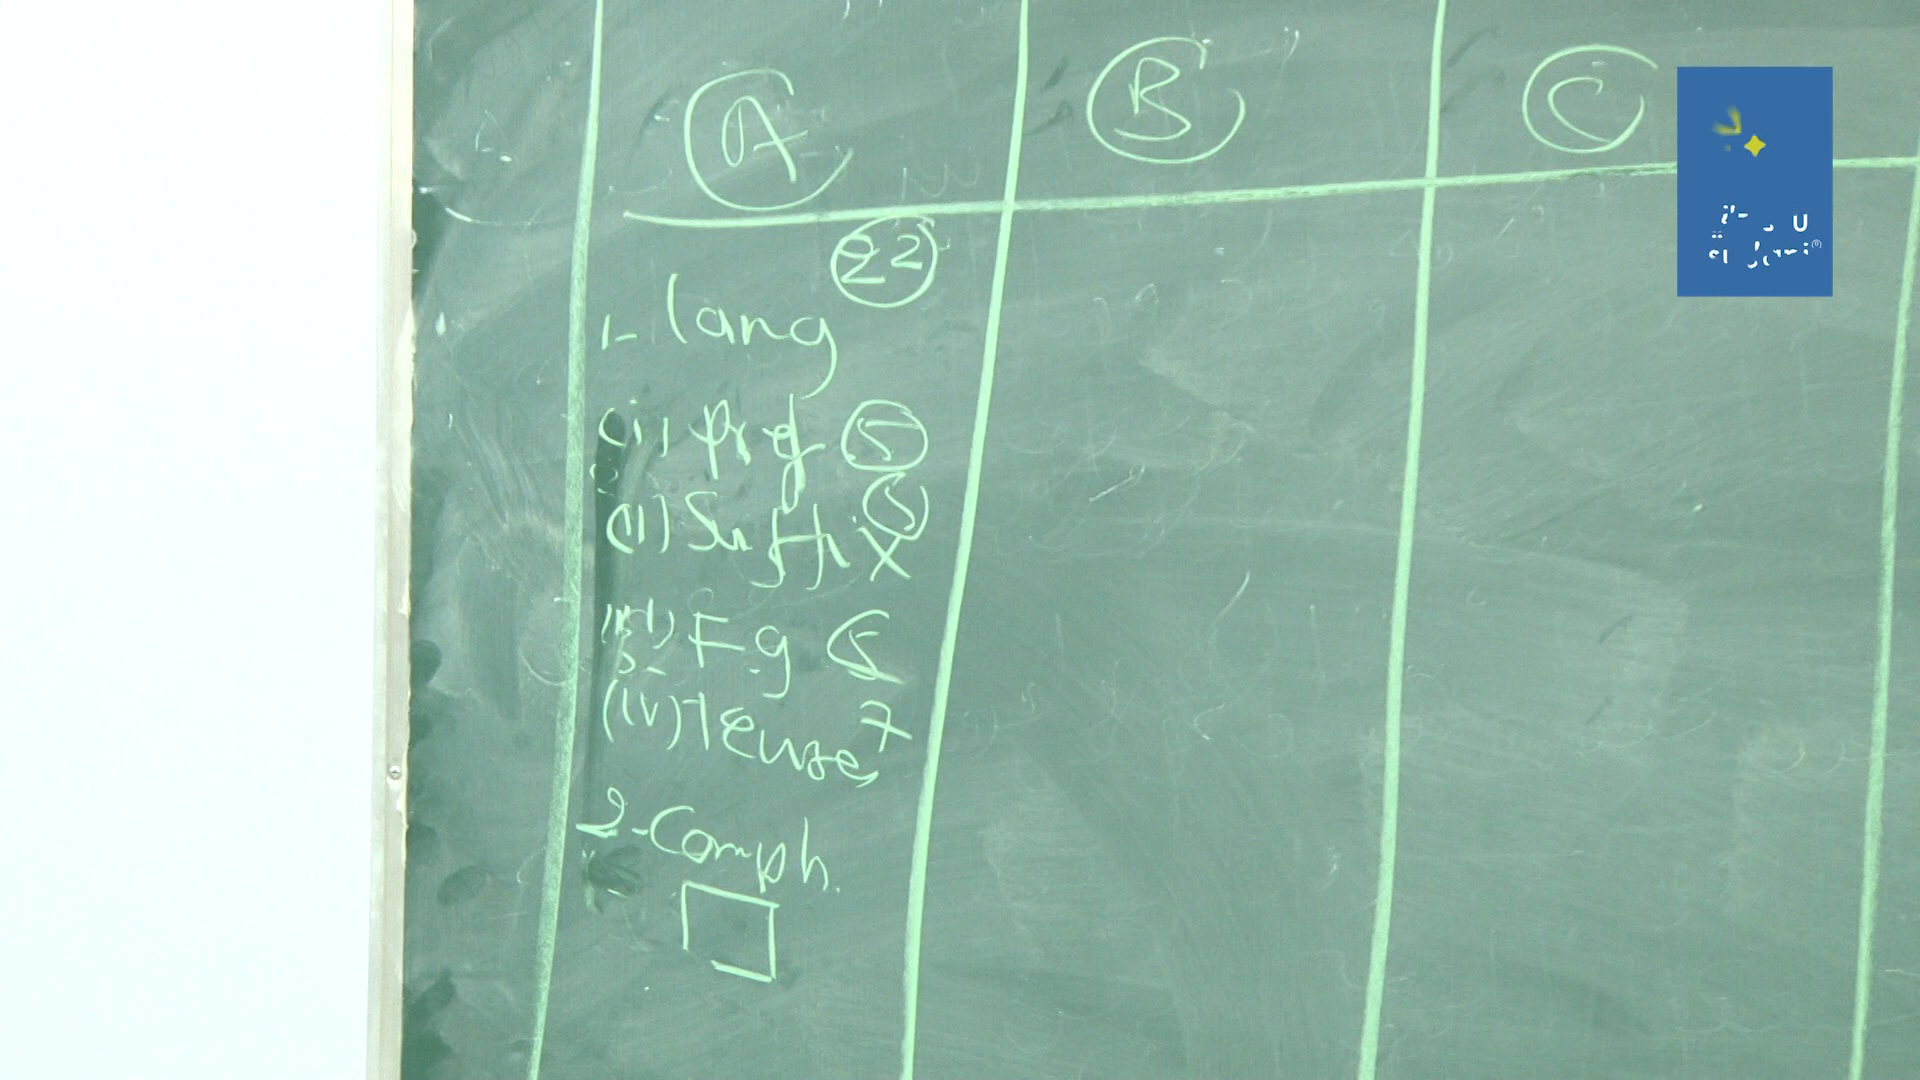 A B C
22
1- lang
(i) Pref 5
(ii) Suffix 5
(iii) Fg 5
(iv) Tense 7
2- Comph.